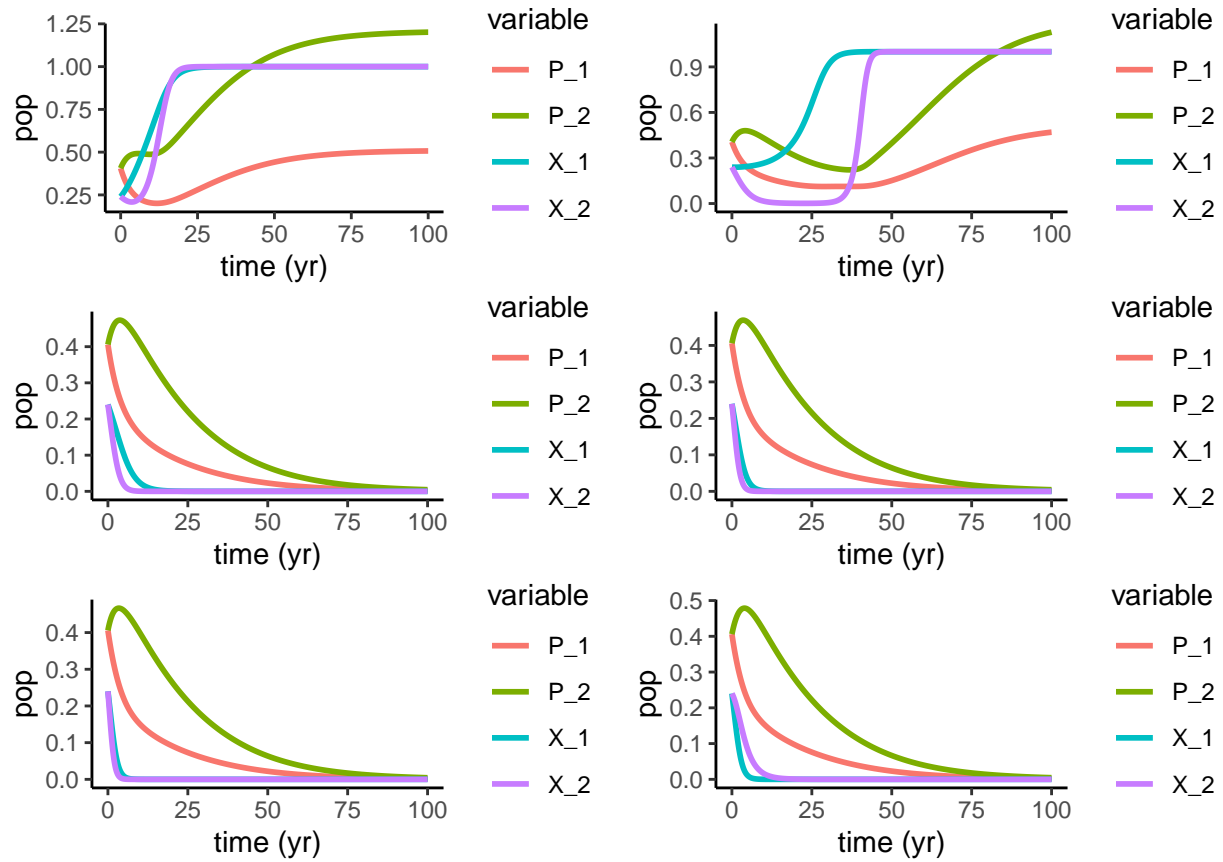 1.25
1.00
0.75
0.50
0.25
pop
0 25 50 75 100
time (yr)
variable
P_1
P_2
X_1
X_2
0.9
0.6
0.3
0.0
pop
0 25 50 75 100
time (yr)
variable
P_1
P_2
X_1
X_2
0.4
0.3
0.2
0.1
0.0
pop
0 25 50 75 100
time (yr)
variable
P_1
P_2
X_1
X_2
0.4
0.3
0.2
0.1
0.0
pop
0 25 50 75 100
time (yr)
variable
P_1
P_2
X_1
X_2
0.4
0.3
0.2
0.1
0.0
pop
0 25 50 75 100
time (yr)
variable
P_1
P_2
X_1
X_2
0.5
0.4
0.3
0.2
0.1
0.0
pop
0 25 50 75 100
time (yr)
variable
P_1
P_2
X_1
X_2